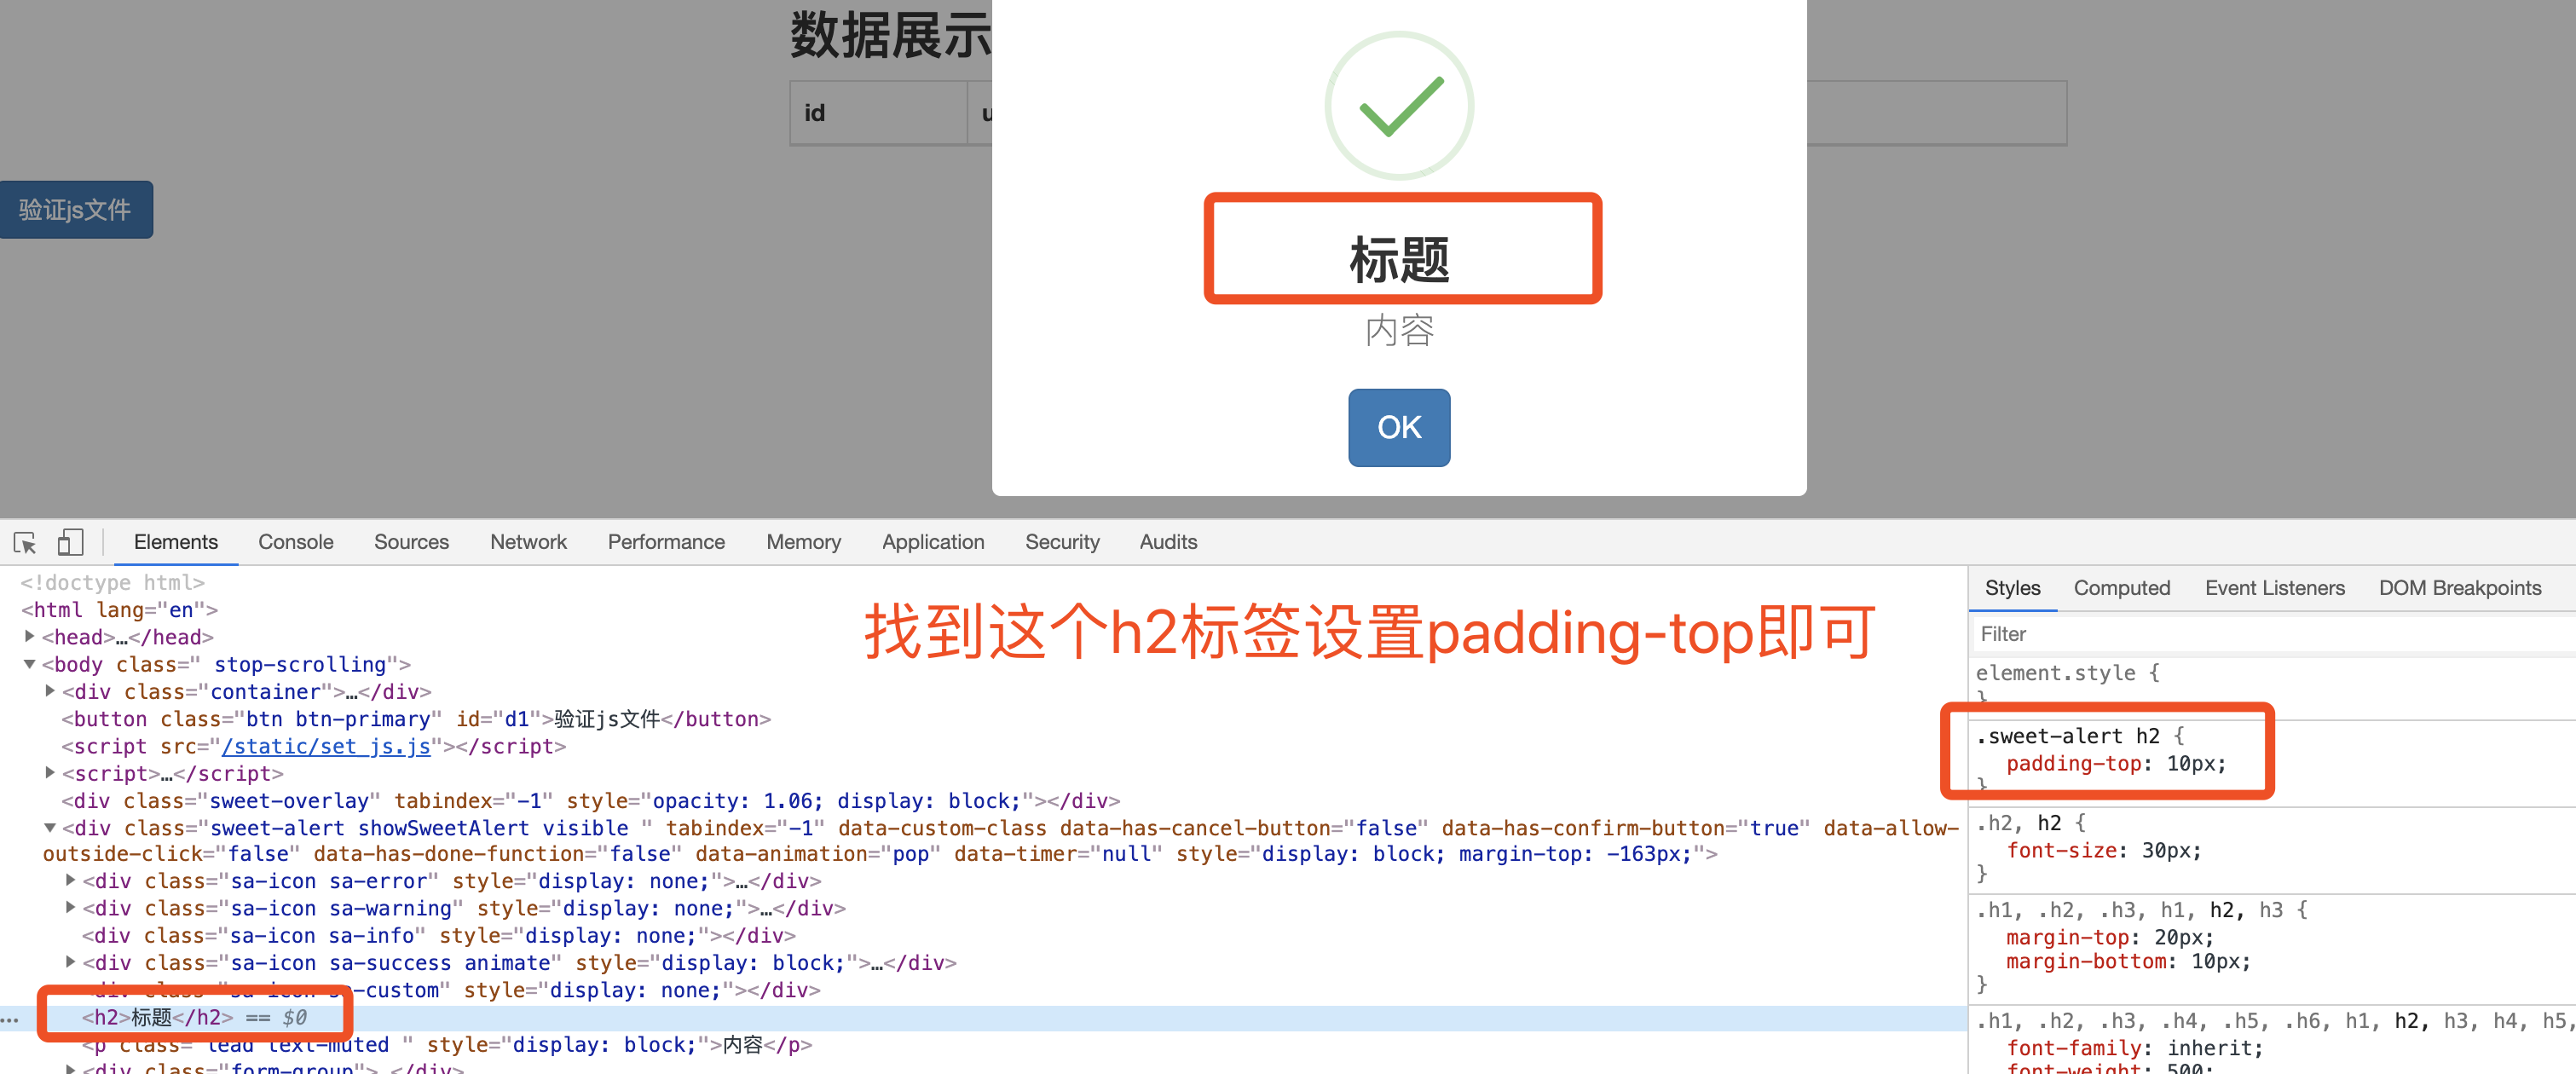 数据展示
id
u
验证js文件
标题
内容
OK
Elements Console Sources Network Performance Memory Application Security Audits
<!doctype html>
<html lang="en">
<head>…</head>
<body class=" stop-scrolling">
<div class="container">…</div>
<button class="btn btn-primary" id="d1">验证js文件</button>
<script src="/static/set_js.js"></script>
<script>…</script>
<div class="sweet-overlay" tabindex="-1" style="opacity: 1.06; display: block;"></div>
<div class="sweet-alert showSweetAlert visible " tabindex="-1" data-custom-class data-has-cancel-button="false" data-has-confirm-button="true" data-allow-
outside-click="false" data-has-done-function="false" data-animation="pop" data-timer="null" style="display: block; margin-top: -163px;">
<div class="sa-icon sa-error" style="display: none;">…</div>
<div class="sa-icon sa-warning" style="display: none;">…</div>
<div class="sa-icon sa-info" style="display: none;"></div>
<div class="sa-icon sa-success animate" style="display: block;">…</div>
<div class="sa-icon sa-custom" style="display: none;"></div>
<h2>标题</h2> == $0
<p class="lead text-muted " style="display: block;">内容</p>
<div class="form-group">…</div>
找到这个h2标签设置padding-top即可
Styles Computed Event Listeners DOM Breakpoints
Filter
element.style {
}
.sweet-alert h2 {
padding-top: 10px;
}
.h2, h2 {
font-size: 30px;
}
.h1, .h2, .h3, h1, h2, h3 {
margin-top: 20px;
margin-bottom: 10px;
}
.h1, .h2, .h3, .h4, .h5, .h6, h1, h2, h3, h4, h5,
font-family: inherit;
font-weight: 500;